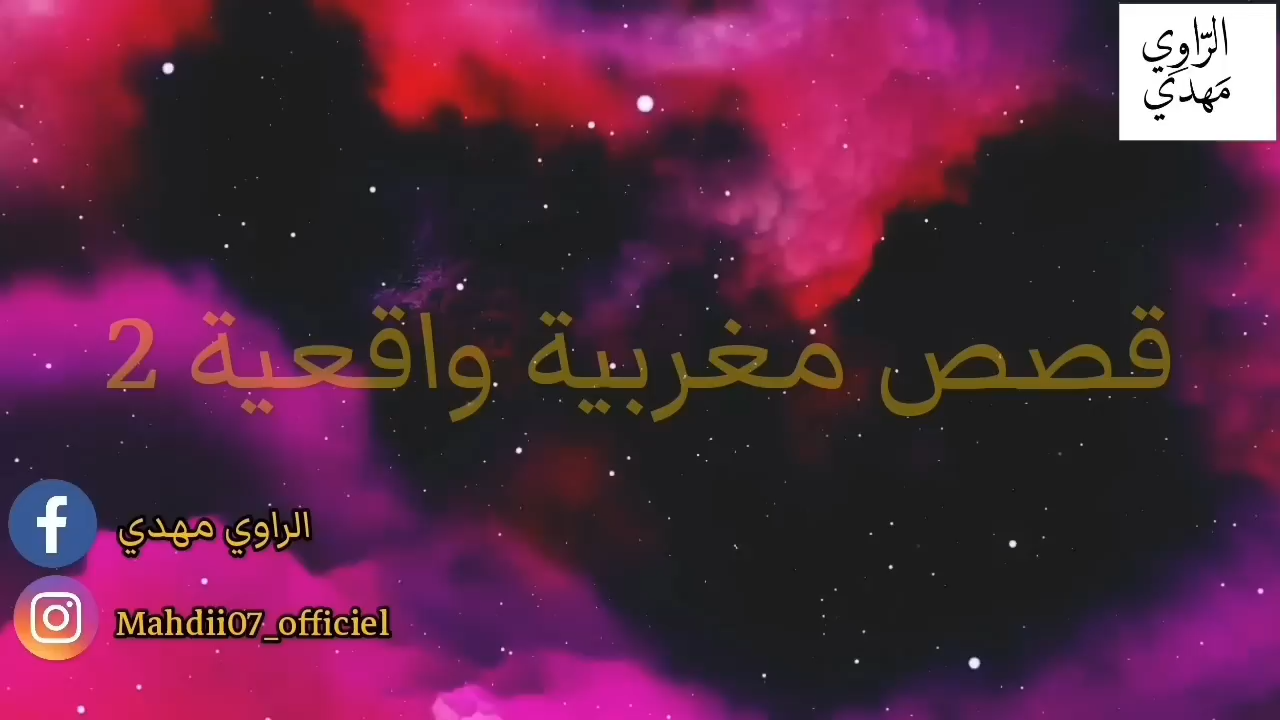 الرّاوِي
مَهدَي
قصص مغربية واقعية 2
الراوي مهدي
Mahdii07_officiel